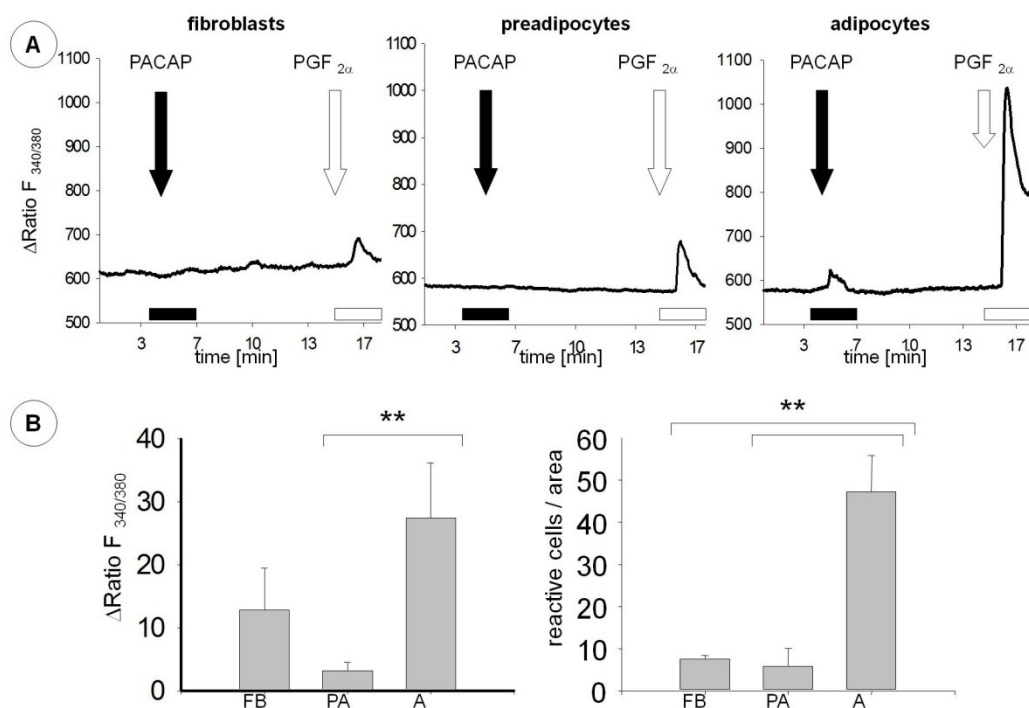 A
fibroblasts
preadipocytes
adipocytes
ΔRatio F 340/380
1100
1000
900
800
700
600
500
PACAP
PGF 2α
3
7
10
13
17
time [min]
1100
1000
900
800
700
600
500
PACAP
PGF 2α
3
7
10
13
17
time [min]
1100
1000
900
800
700
600
500
PACAP
PGF 2α
3
7
10
13
17
time [min]
B
ΔRatio F 340/380
40
30
20
10
0
**
FB
PA
A
reactive cells / area
60
50
40
30
20
10
0
**
FB
PA
A